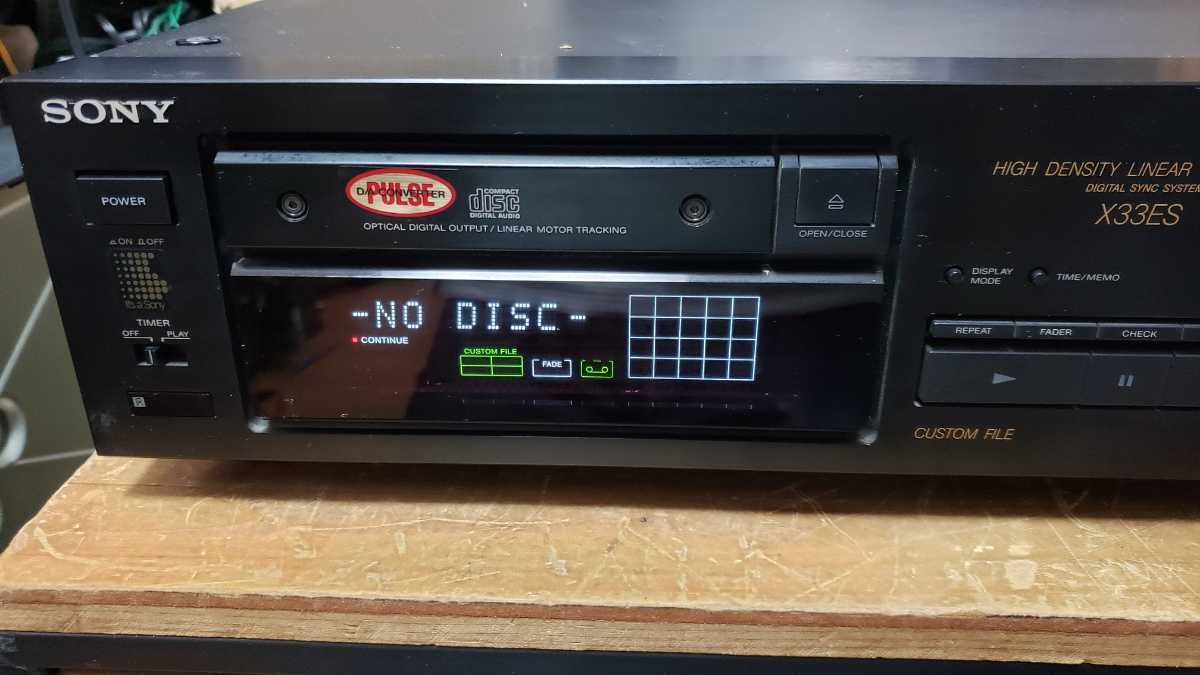 SONY
POWER
ON OFF
It's a Sony
TIMER
OFF PLAY
D/A CONVERTER
PULSE
COMPACT
disc
DIGITAL AUDIO
OPTICAL DIGITAL OUTPUT / LINEAR MOTOR TRACKING
OPEN/CLOSE
-NO DISC-
CONTINUE
CUSTOM FILE
FADE
HIGH DENSITY LINEAR
DIGITAL SYNC SYSTEM
X33ES
DISPLAY
MODE
TIME/MEMO
REPEAT FADER CHECK
CUSTOM FILE